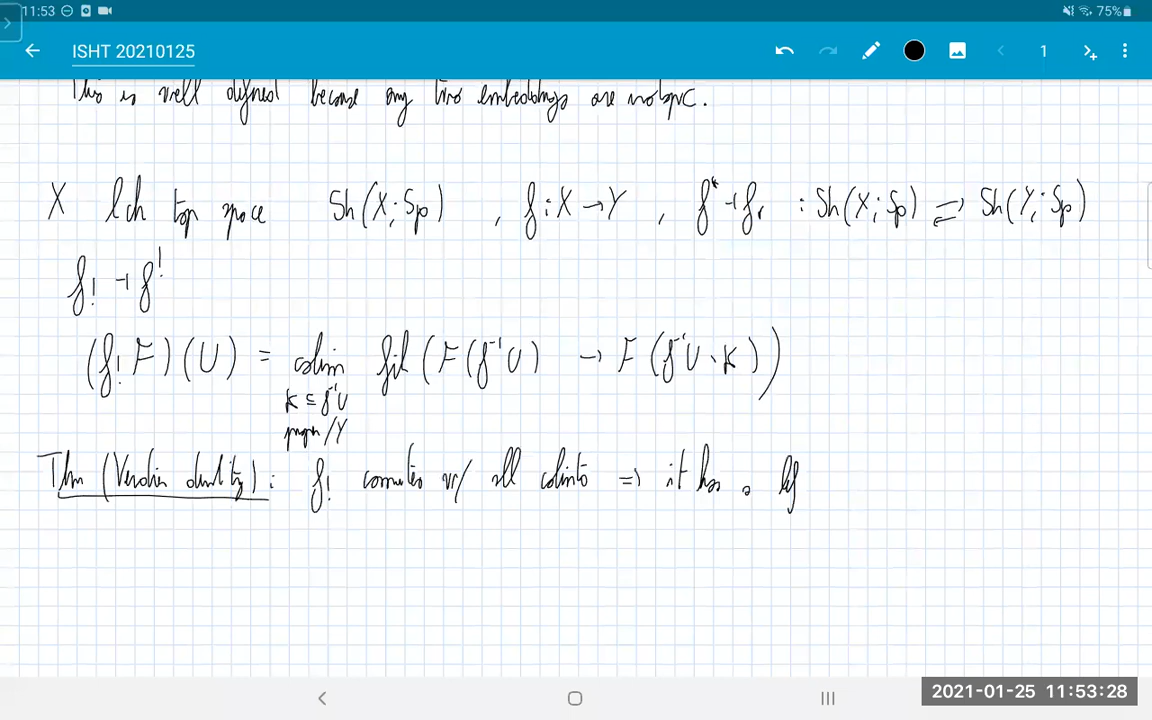 11:53
75%
ISHT 20210125
1
This is well defined because any two embeddings are isotopic.
X lch top space Sh(X; Sp) , f: X → Y , f* ⊣ f* : Sh(X; Sp) ⇄ Sh(Y; Sp)
f! ⊣ f!
(f! F)(U) = colim fib(F(f⁻¹U) → F(f⁻¹U \ K))
K ⊆ f⁻¹U
proper /Y
Thm (Verdier duality): f! commutes w/ all colimits ⇒ it has a lef
2021-01-25 11:53:28